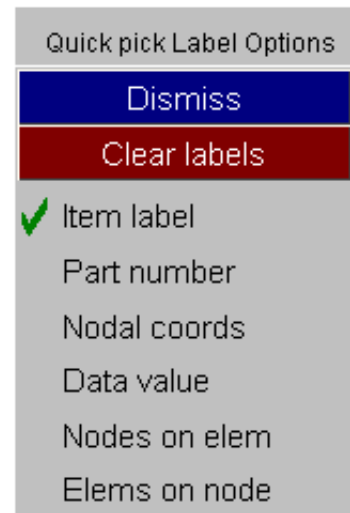 Quick pick Label Options
Dismiss
Clear labels
Item label
Part number
Nodal coords
Data value
Nodes on elem
Elems on node